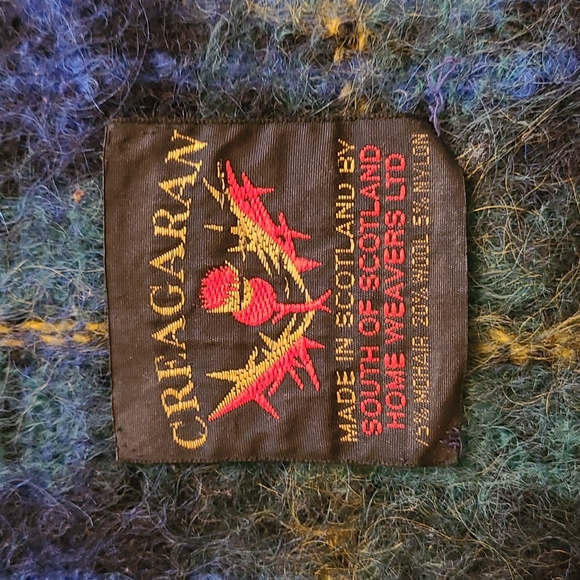 CREAGARAN
MADE IN SCOTLAND BY
SOUTH OF SCOTLAND
HOME WEAVERS LTD
75% MOHAIR 20% WOOL 5% NYLON